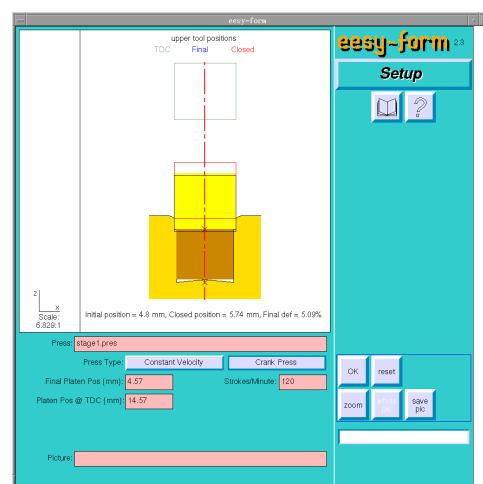 eesy-form
upper tool positions
TDC Final Closed
eesy-form 2.3
Setup
?
z
x
Scale:
6.829:1
Initial position = 4.8 mm, Closed position = 5.74 mm, Final def = 5.09%
Press: stage1.pres
Press Type: Constant Velocity Crank Press
Final Platen Pos (mm): 4.57 Strokes/Minute: 120
Platen Pos @ TDC (mm): 14.57
Picture:
OK reset
zoom
save
pic